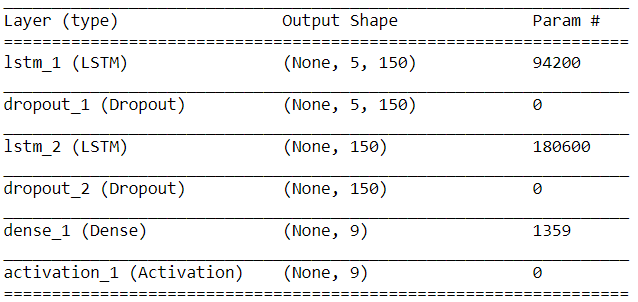 Layer (type) Output Shape Param #
=================================================================
lstm_1 (LSTM) (None, 5, 150) 94200
_________________________________________________________________
dropout_1 (Dropout) (None, 5, 150) 0
_________________________________________________________________
lstm_2 (LSTM) (None, 150) 180600
_________________________________________________________________
dropout_2 (Dropout) (None, 150) 0
_________________________________________________________________
dense_1 (Dense) (None, 9) 1359
_________________________________________________________________
activation_1 (Activation) (None, 9) 0
=================================================================